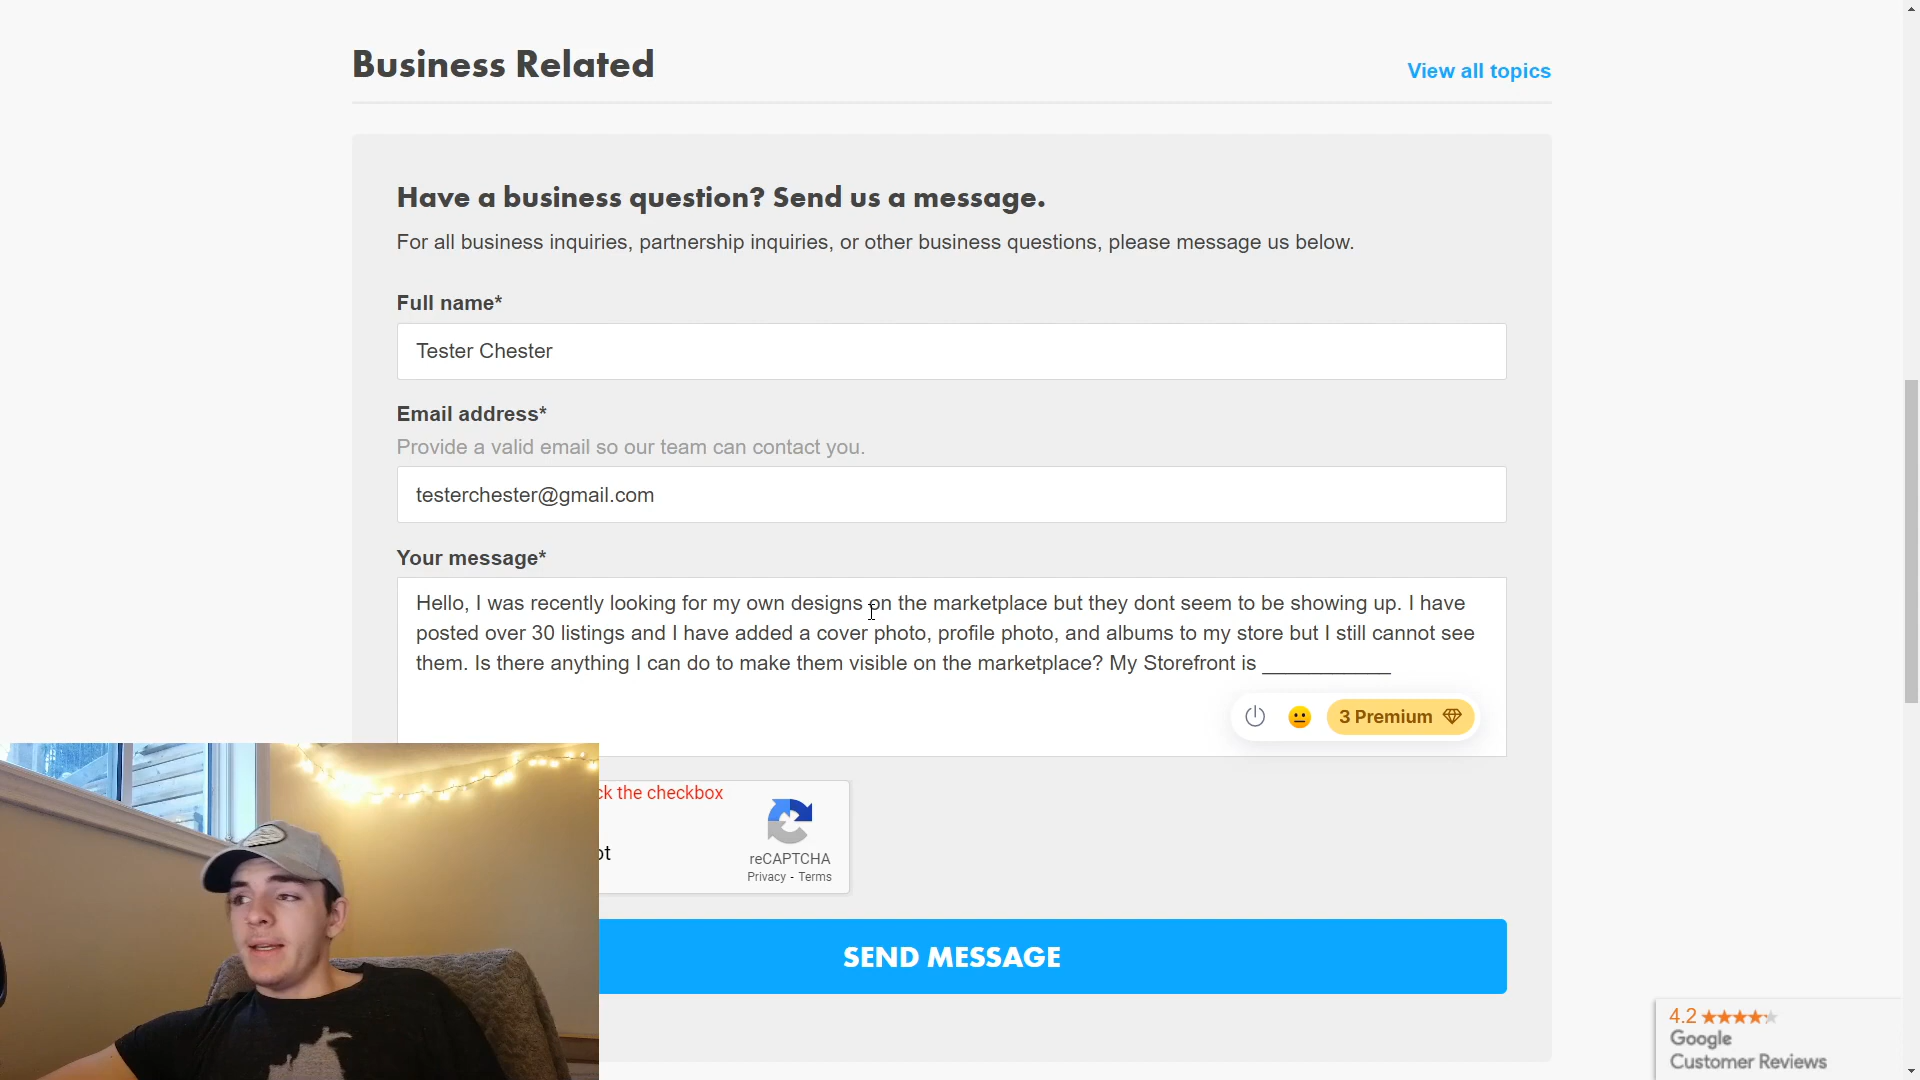 Business Related
View all topics
Have a business question? Send us a message.
For all business inquiries, partnership inquiries, or other business questions, please message us below.
Full name*
Tester Chester
Email address*
Provide a valid email so our team can contact you.
testerchester@gmail.com
Your message*
Hello, I was recently looking for my own designs on the marketplace but they dont seem to be showing up. I have
posted over 30 listings and I have added a cover photo, profile photo, and albums to my store but I still cannot see
them. Is there anything I can do to make them visible on the marketplace? My Storefront is ____________
3 Premium
the checkbox
reCAPTCHA
Privacy - Terms
SEND MESSAGE
4.2
Google
Customer Reviews